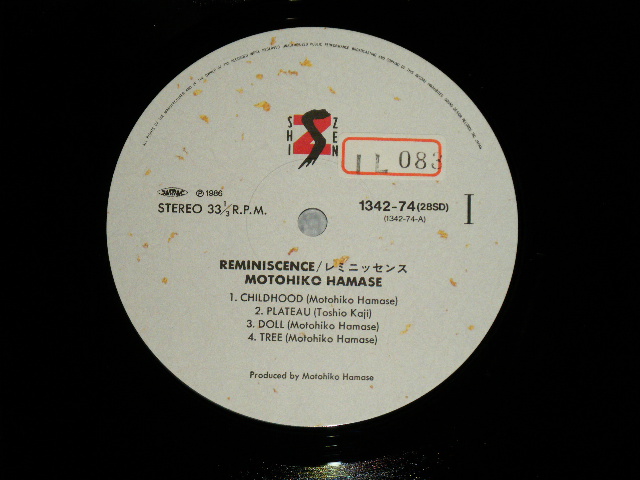 SHI ZEN
IL 083
℗ 1986
STEREO 33 1/3 R.P.M.
1342-74(28SD)
(1342-74-A)
I
REMINISCENCE/レミニッセンス
MOTOHIKO HAMASE
1. CHILDHOOD (Motohiko Hamase)
2. PLATEAU (Toshio Kaji)
3. DOLL (Motohiko Hamase)
4. TREE (Motohiko Hamase)
Produced by Motohiko Hamase